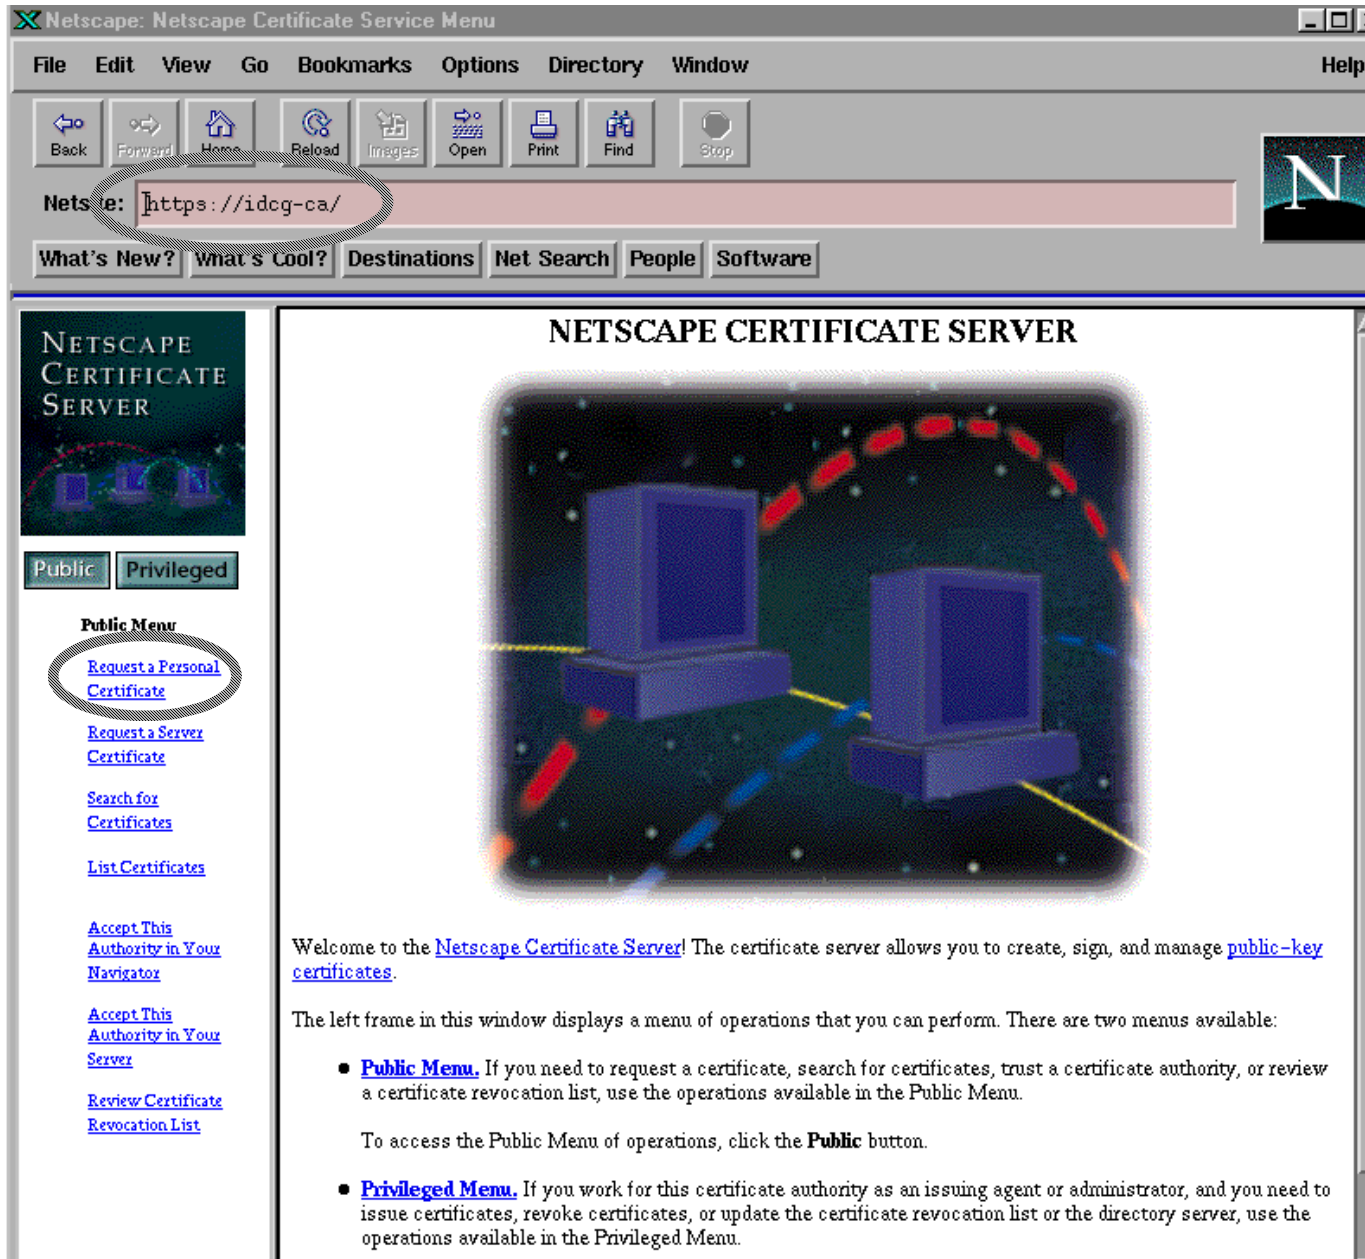 Netscape: Netscape Certificate Service Menu
File Edit View Go Bookmarks Options Directory Window Help
Back Forward Home Reload Images Open Print Find Stop
Netsite: https://idcg-ca/
N
What's New? What's Cool? Destinations Net Search People Software
NETSCAPE
CERTIFICATE
SERVER
Public Privileged
Public Menu
Request a Personal
Certificate
Request a Server
Certificate
Search for
Certificates
List Certificates
Accept This
Authority in Your
Navigator
Accept This
Authority in Your
Server
Review Certificate
Revocation List
NETSCAPE CERTIFICATE SERVER
Welcome to the Netscape Certificate Server! The certificate server allows you to create, sign, and manage public-key
certificates.
The left frame in this window displays a menu of operations that you can perform. There are two menus available:
Public Menu. If you need to request a certificate, search for certificates, trust a certificate authority, or review
a certificate revocation list, use the operations available in the Public Menu.
To access the Public Menu of operations, click the Public button.
Privileged Menu. If you work for this certificate authority as an issuing agent or administrator, and you need to
issue certificates, revoke certificates, or update the certificate revocation list or the directory server, use the
operations available in the Privileged Menu.